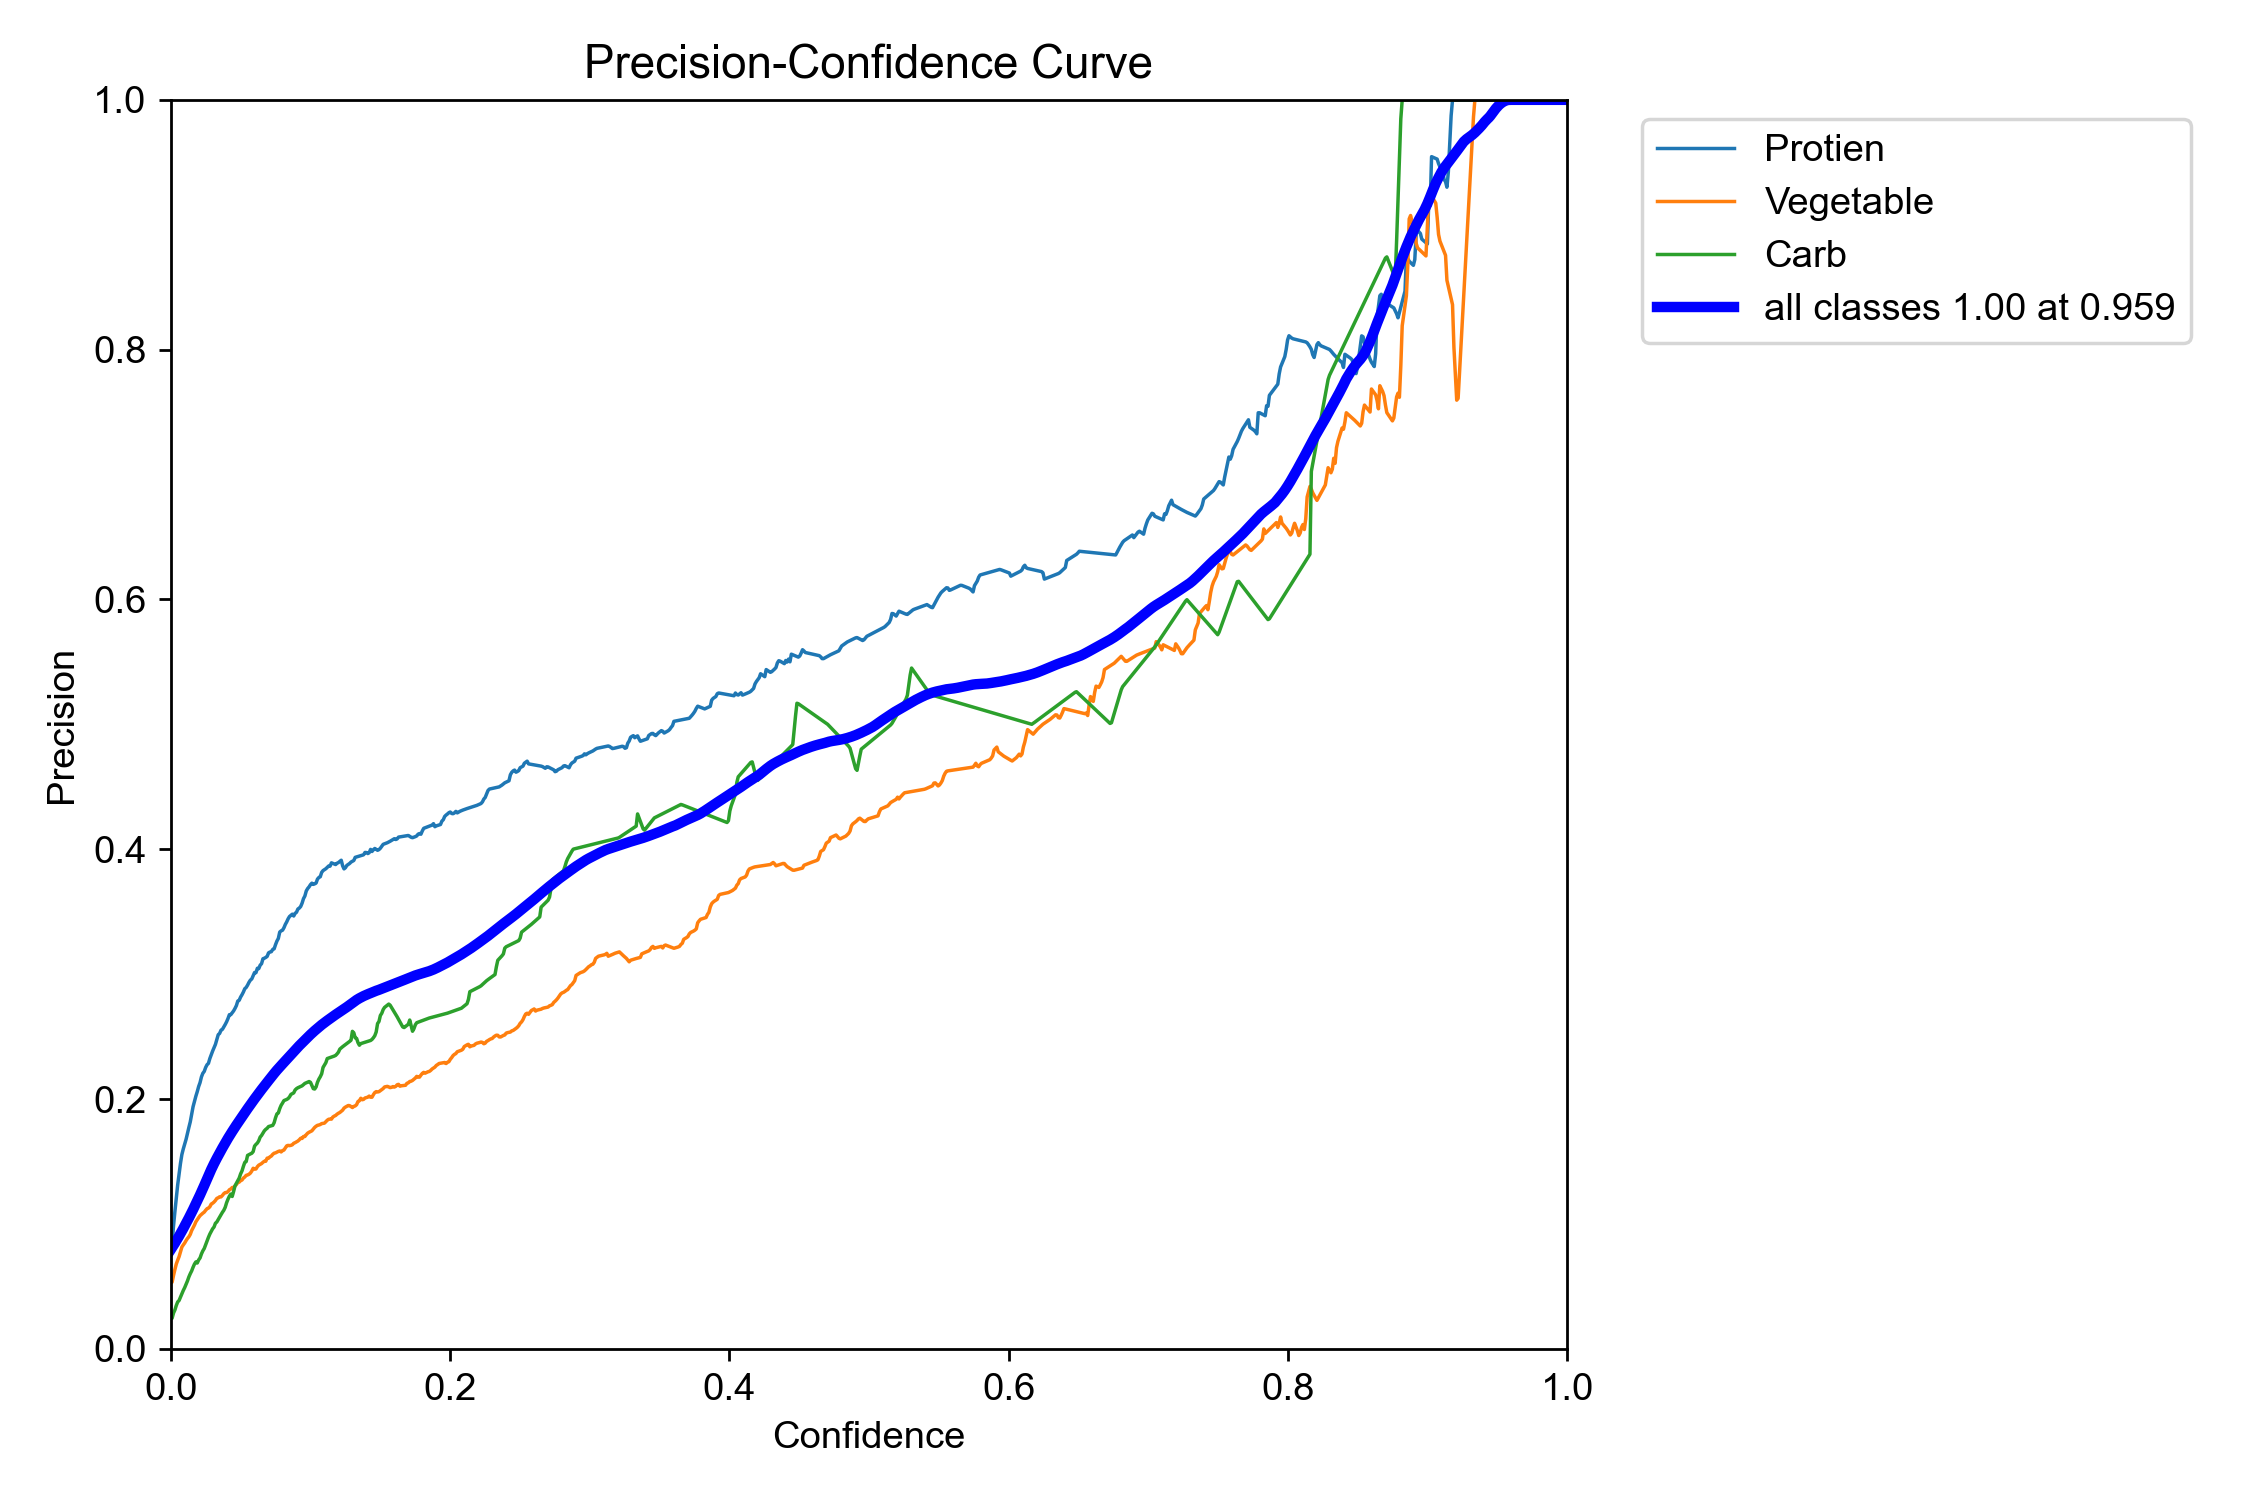 Precision-Confidence Curve
1.0
0.8
0.6
0.4
0.2
0.0
Precision
0.0 0.2 0.4 0.6 0.8 1.0
Confidence
Protien
Vegetable
Carb
all classes 1.00 at 0.959